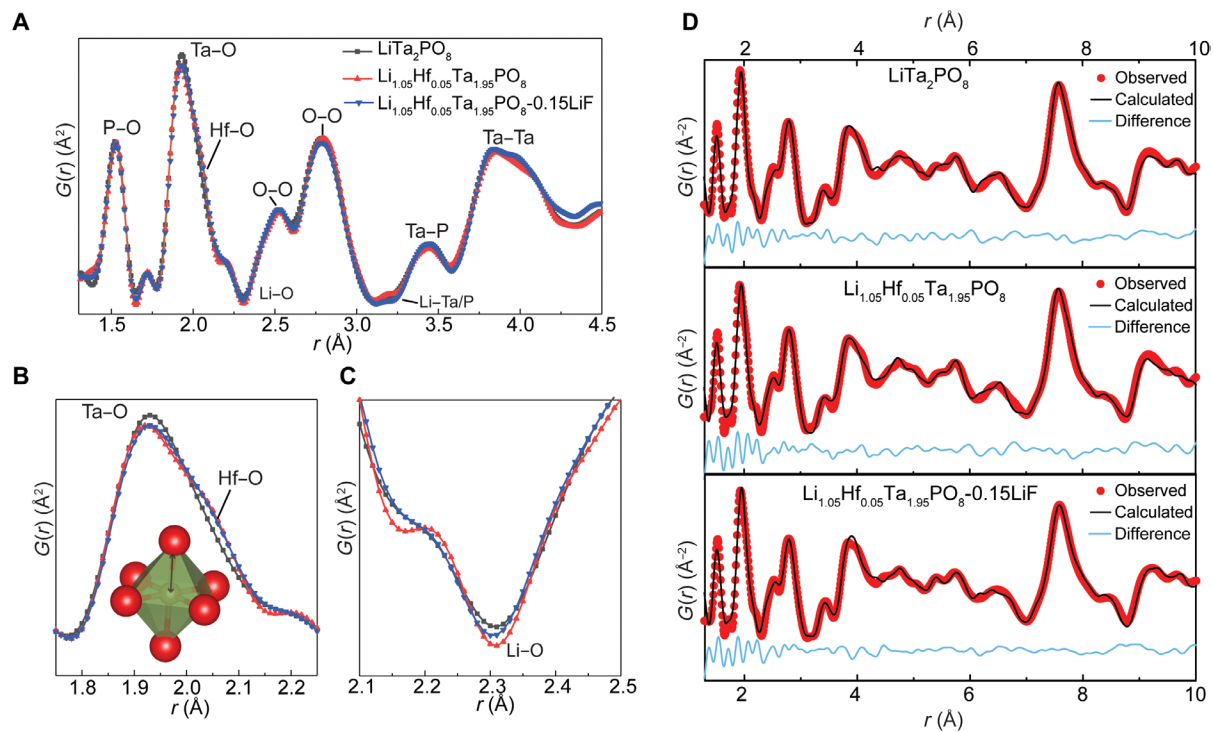 A
P–O
Ta–O
Hf–O
O–O
O–O
Ta–P
Ta–Ta
Li–O
Li–Ta/P
LiTa₂PO₈
Li₁.₀₅Hf₀.₀₅Ta₁.₉₅PO₈
Li₁.₀₅Hf₀.₀₅Ta₁.₉₅PO₈-0.15LiF
G(r) (Å²)
1.5 2.0 2.5 3.0 3.5 4.0 4.5
r (Å)
B
Ta–O
Hf–O
G(r) (Å²)
1.8 1.9 2.0 2.1 2.2
r (Å)
C
Li–O
G(r) (Å²)
2.1 2.2 2.3 2.4 2.5
r (Å)
D
r (Å)
2 4 6 8 10
LiTa₂PO₈
Observed
Calculated
Difference
G(r) (Å⁻²)
Li₁.₀₅Hf₀.₀₅Ta₁.₉₅PO₈
Observed
Calculated
Difference
G(r) (Å⁻²)
Li₁.₀₅Hf₀.₀₅Ta₁.₉₅PO₈-0.15LiF
Observed
Calculated
Difference
G(r) (Å⁻²)
2 4 6 8 10
r (Å)